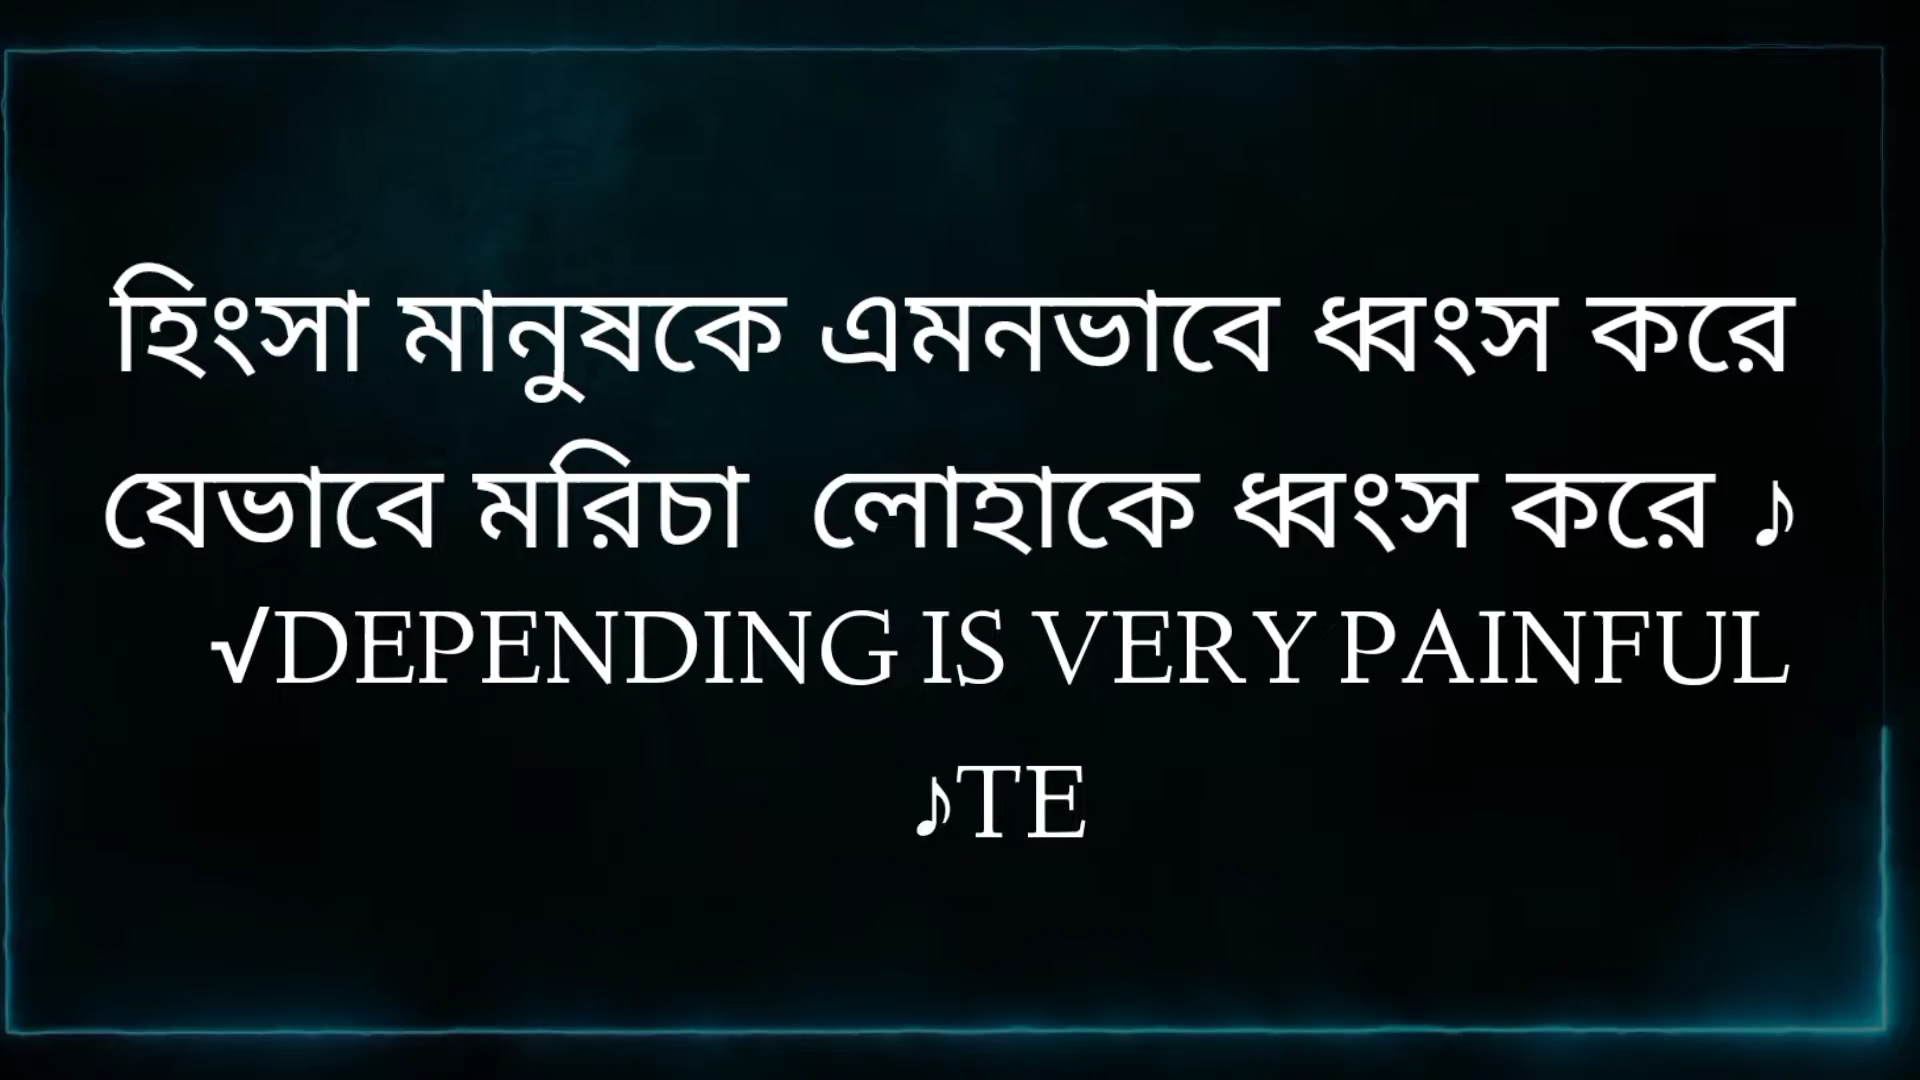 হিংসা মানুষকে এমনভাবে ধ্বংস করে
যেভাবে মরিচা  লোহাকে ধ্বংস করে ♪
√DEPENDING IS VERY PAINFUL
♪TE